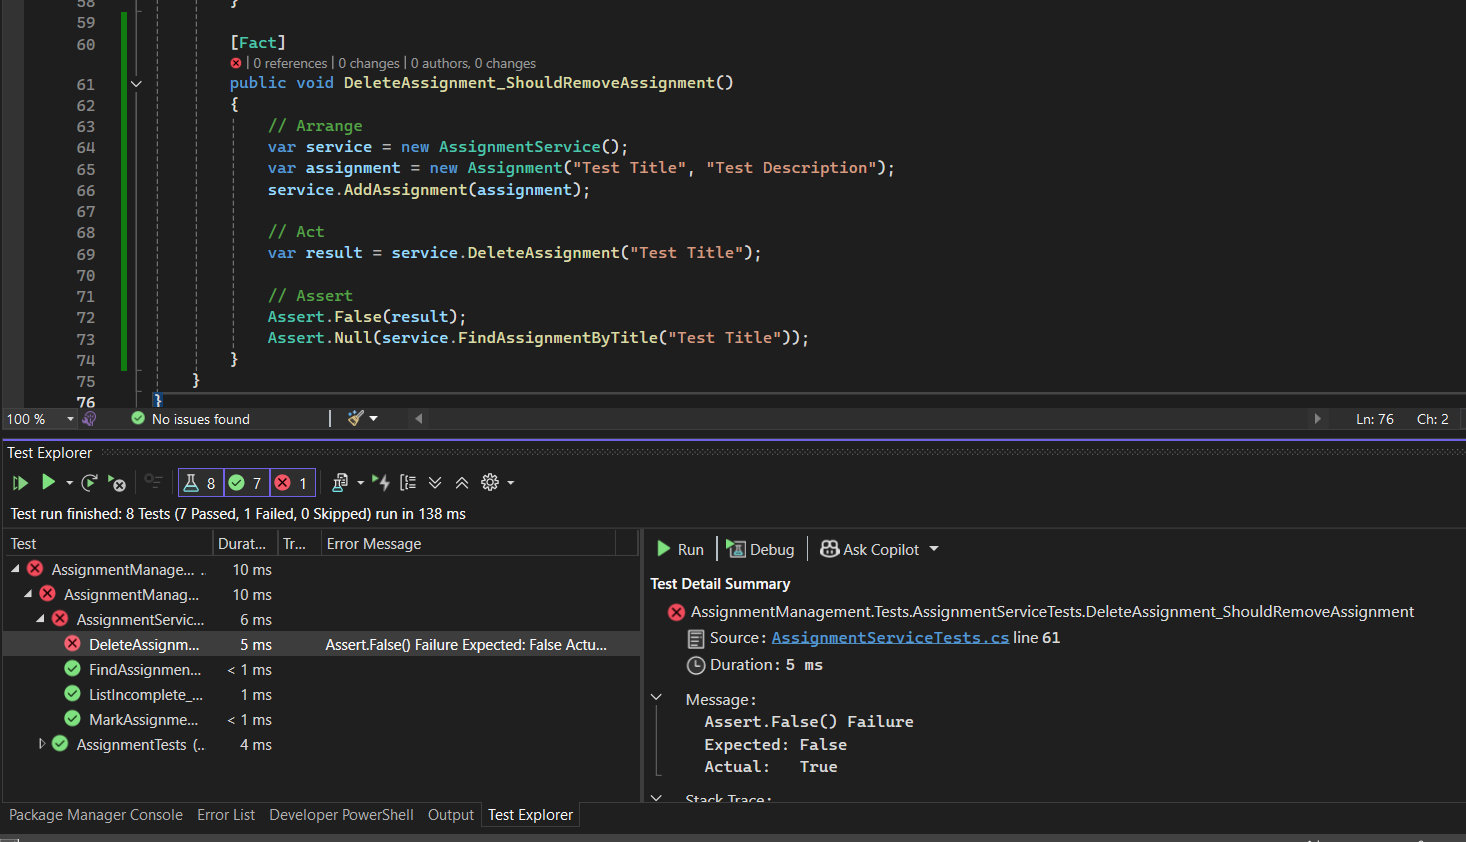 58 }
59
60 [Fact]
| 0 references | 0 changes | 0 authors, 0 changes
61 public void DeleteAssignment_ShouldRemoveAssignment()
62 {
63 // Arrange
64 var service = new AssignmentService();
65 var assignment = new Assignment("Test Title", "Test Description");
66 service.AddAssignment(assignment);
67
68 // Act
69 var result = service.DeleteAssignment("Test Title");
70
71 // Assert
72 Assert.False(result);
73 Assert.Null(service.FindAssignmentByTitle("Test Title"));
74 }
75 }
76 }
100 % No issues found Ln: 76 Ch: 2
Test Explorer
8 7 1
Test run finished: 8 Tests (7 Passed, 1 Failed, 0 Skipped) run in 138 ms
Test Durat... Tr... Error Message
AssignmentManage... .. 10 ms
AssignmentManag... 10 ms
AssignmentServic... 6 ms
DeleteAssignm... 5 ms Assert.False() Failure Expected: False Actu...
FindAssignmen... < 1 ms
ListIncomplete_... 1 ms
MarkAssignme... < 1 ms
AssignmentTests (.. 4 ms
Run Debug Ask Copilot
Test Detail Summary
AssignmentManagement.Tests.AssignmentServiceTests.DeleteAssignment_ShouldRemoveAssignment
Source: AssignmentServiceTests.cs line 61
Duration: 5 ms
Message:
Assert.False() Failure
Expected: False
Actual: True
Stack Trace:
Package Manager Console Error List Developer PowerShell Output Test Explorer